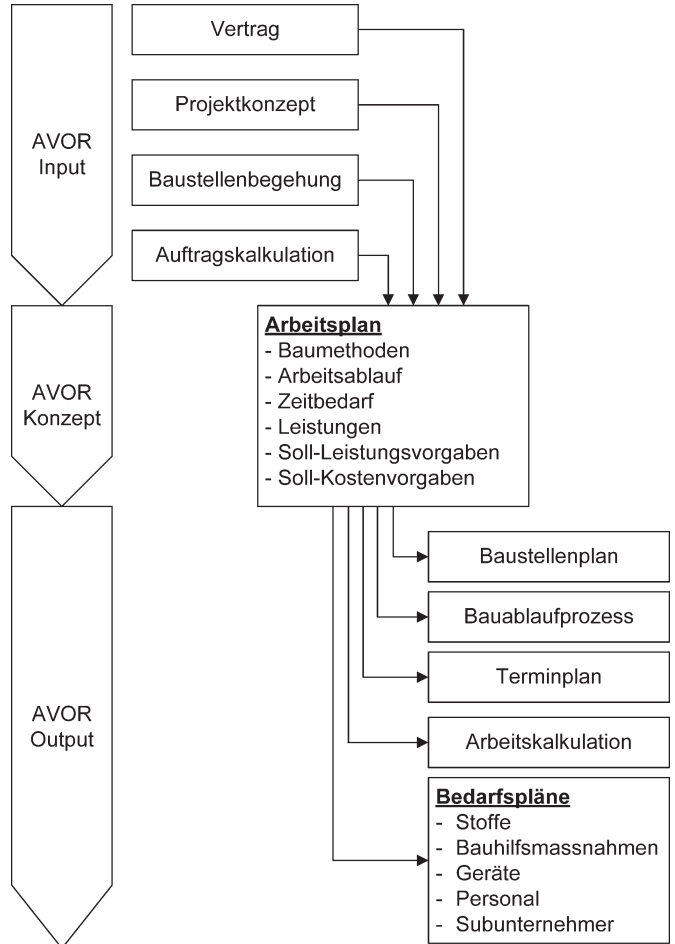 AVOR
Input
Vertrag
Projektkonzept
Baustellenbegehung
Auftragskalkulation
AVOR
Konzept
Arbeitsplan
- Baumethoden
- Arbeitsablauf
- Zeitbedarf
- Leistungen
- Soll-Leistungsvorgaben
- Soll-Kostenvorgaben
AVOR
Output
Baustellenplan
Bauablaufprozess
Terminplan
Arbeitskalkulation
Bedarfspläne
- Stoffe
- Bauhilfsmassnahmen
- Geräte
- Personal
- Subunternehmer